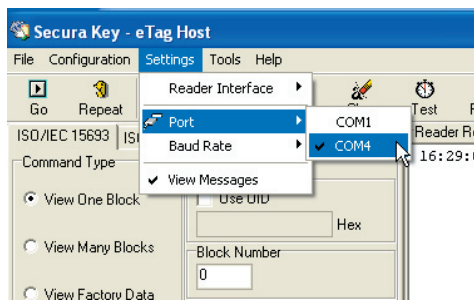 Secura Key - eTag Host
File Configuration Settings Tools Help
Go Repeat Test
Reader Interface
Port
Baud Rate
View Messages
COM1
COM4
ISO/IEC 15693
Reader
16:29:
Command Type
View One Block
View Many Blocks
View Factory Data
Use UID
Hex
Block Number
0